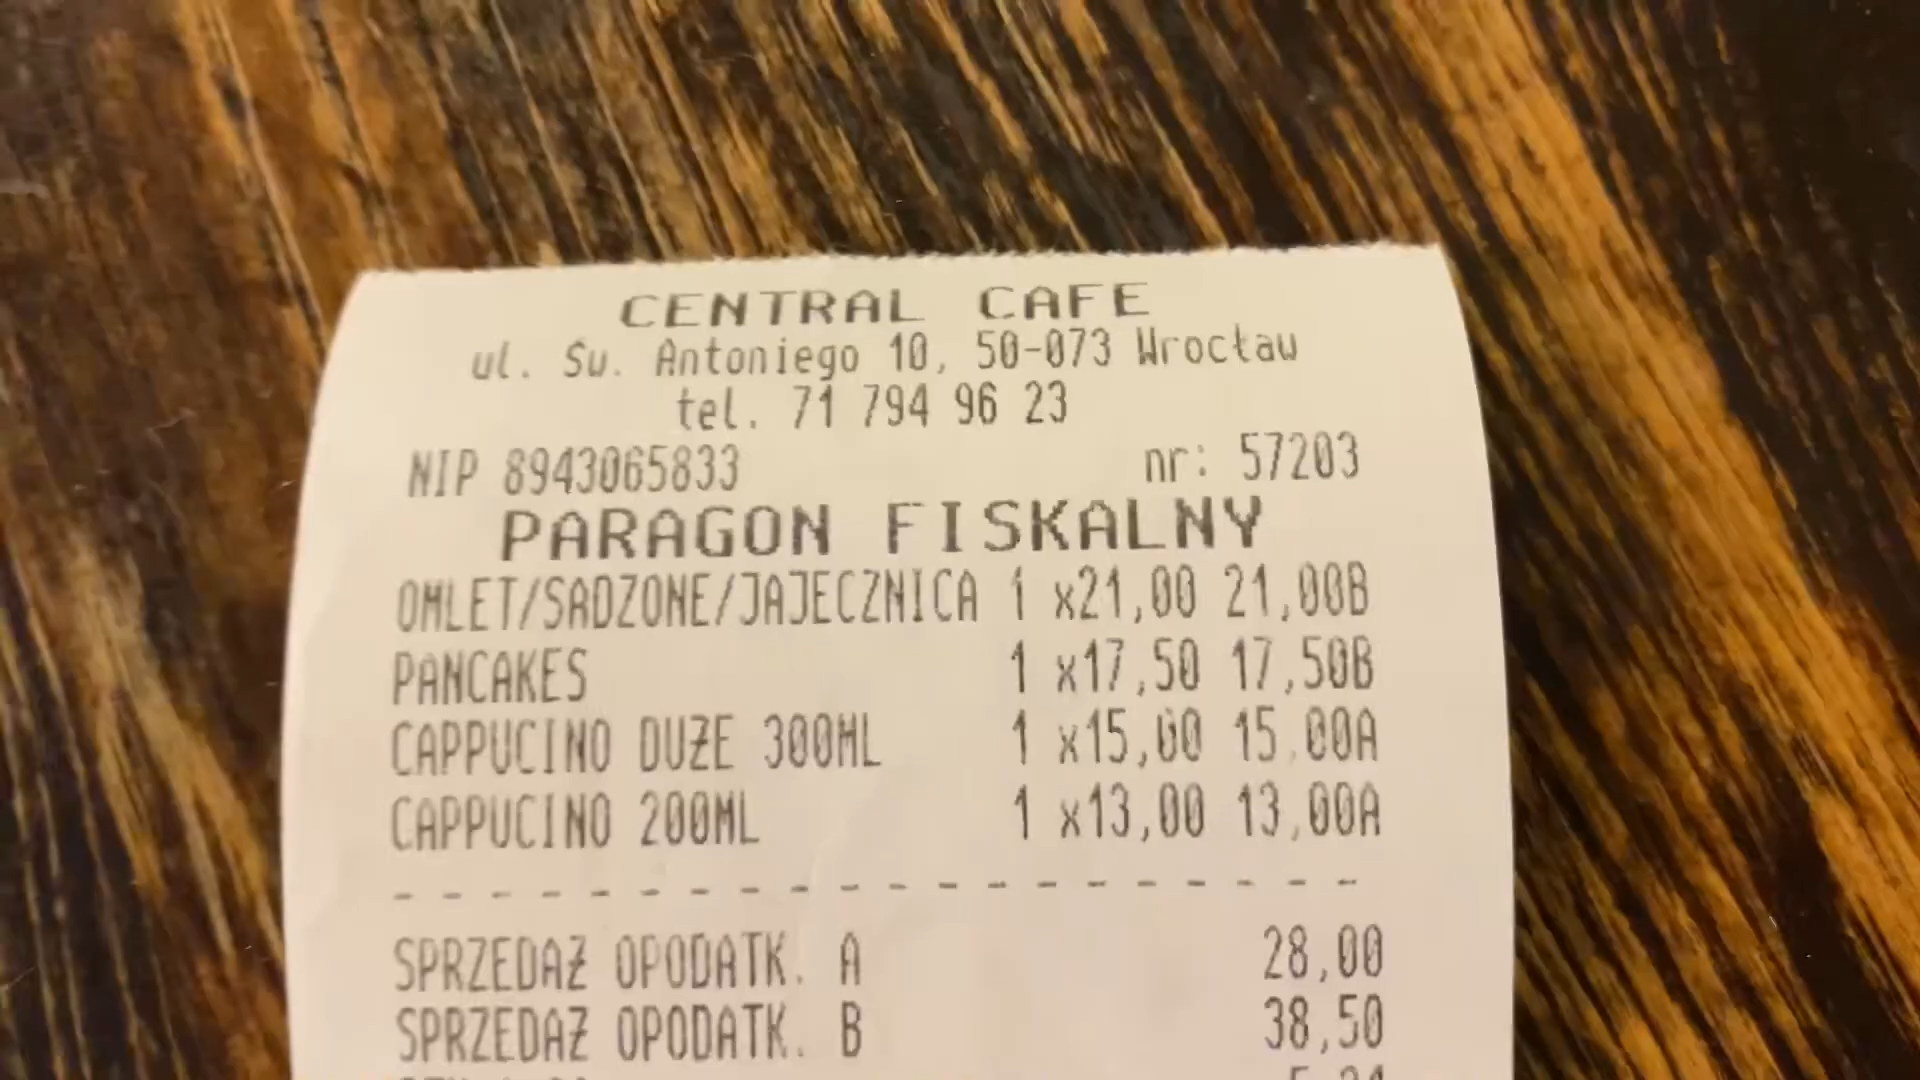 CENTRAL CAFE
ul. Św. Antoniego 10, 50-073 Wrocław
tel. 71 794 96 23
NIP 8943065833 nr: 57203
PARAGON FISKALNY
OMLET/SADZONE/JAJECZNICA 1 x21,00 21,00B
PANCAKES 1 x17,50 17,50B
CAPPUCINO DUŻE 300ML 1 x15,00 15,00A
CAPPUCINO 200ML 1 x13,00 13,00A
- - - - - - - - - - - - - - - - - - - -
SPRZEDAŻ OPODATK. A 28,00
SPRZEDAŻ OPODATK. B 38,50